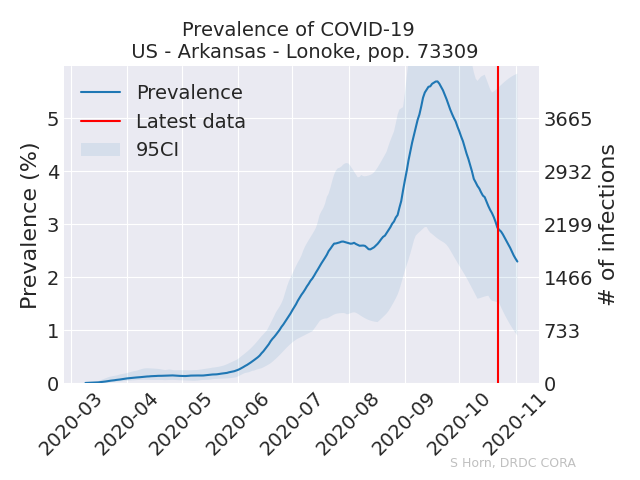 Prevalence of COVID-19
US - Arkansas - Lonoke, pop. 73309
Prevalence
Latest data
95CI
Prevalence (%)
5
4
3
2
1
0
3665
2932
2199
1466
733
0
# of infections
2020-03
2020-04
2020-05
2020-06
2020-07
2020-08
2020-09
2020-10
2020-11
S Horn, DRDC CORA